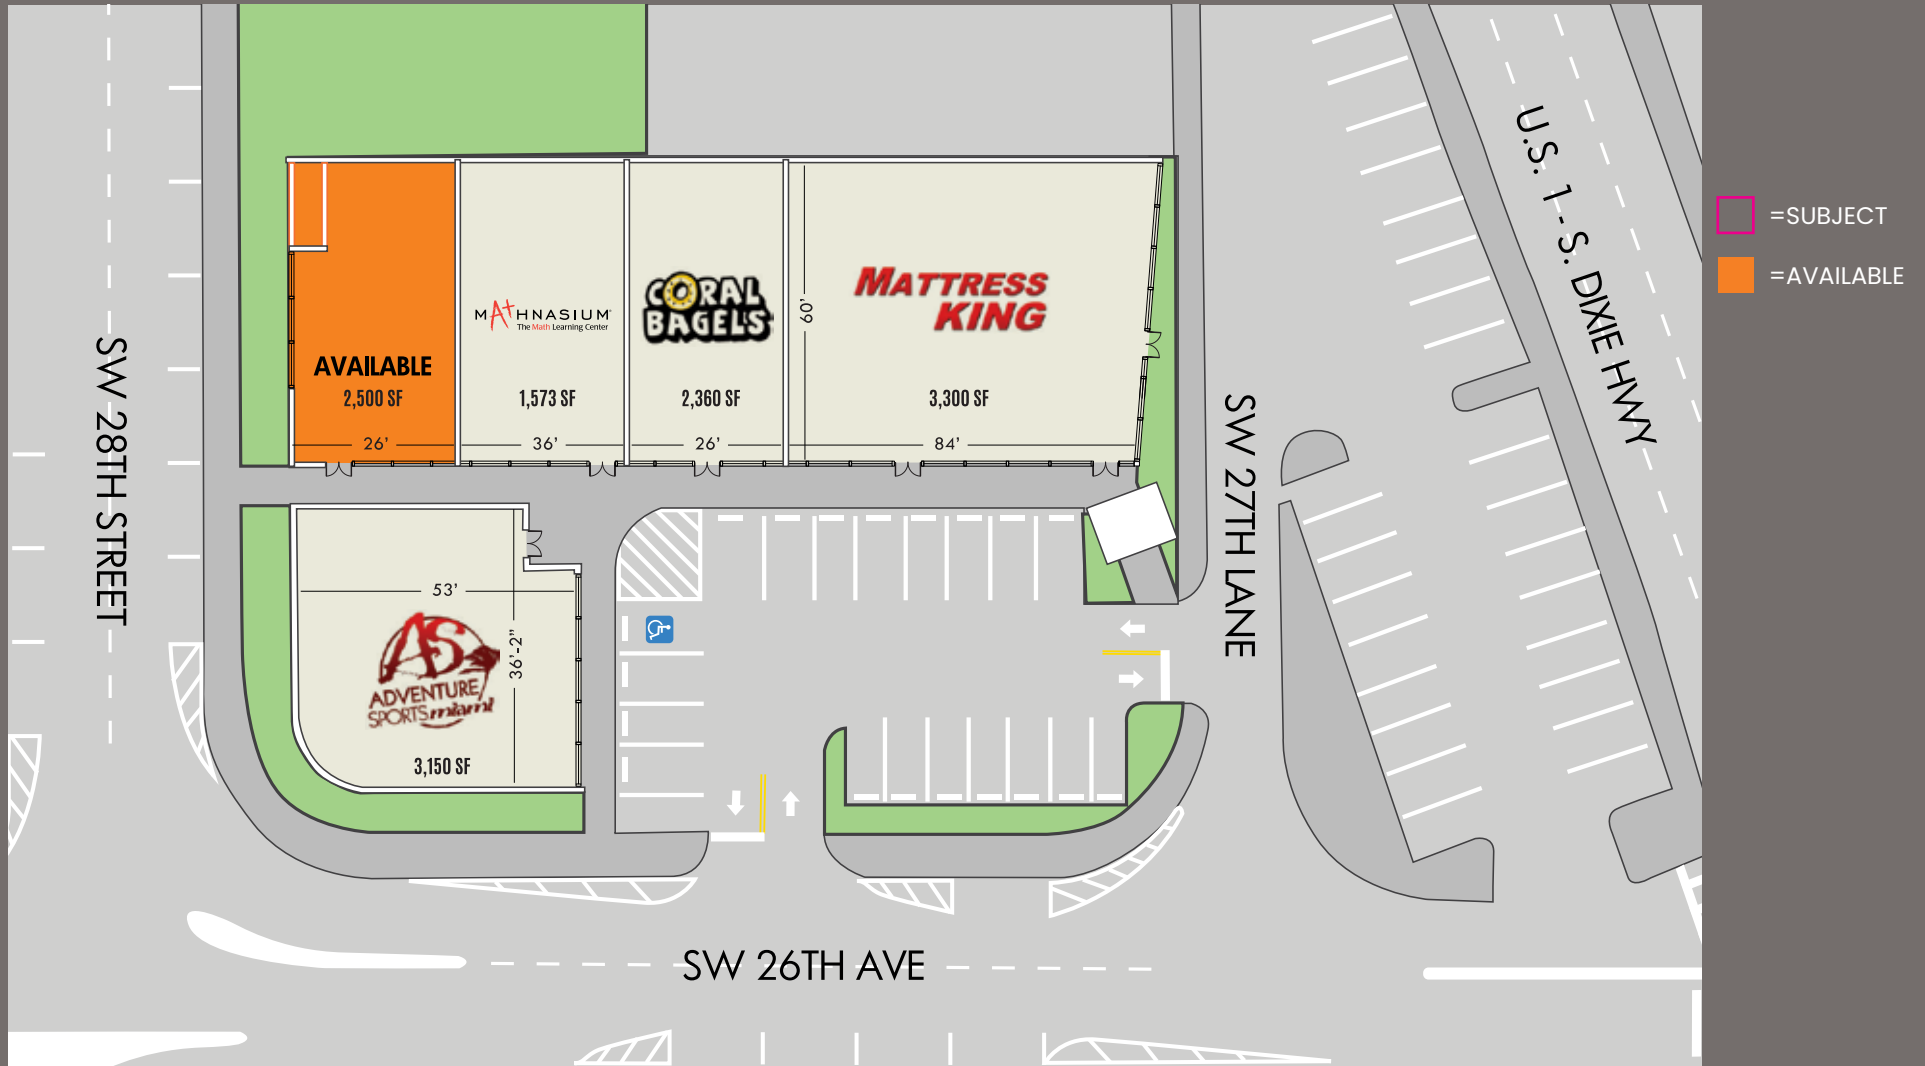 U.S. 1 - S. DIXIE HWY
=SUBJECT
=AVAILABLE
SW 28TH STREET
AVAILABLE
2,500 SF
26'
MATHNASIUM
The Math Learning Center
1,573 SF
36'
CORAL
BAGELS
2,360 SF
26'
60'
MATTRESS
KING
3,300 SF
84'
SW 27TH LANE
53'
36'-2"
AS
ADVENTURE
SPORTS miami
3,150 SF
SW 26TH AVE